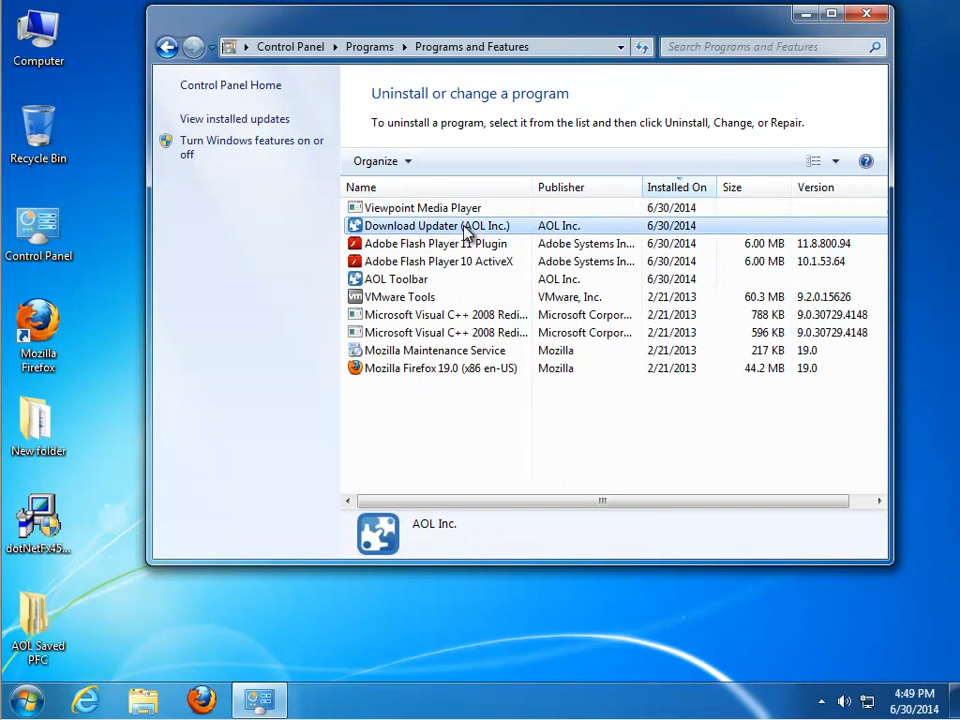 Computer
Recycle Bin
Control Panel
Mozilla
Firefox
New folder
dotNetFx45...
AOL Saved
PFC
Control Panel Programs Programs and Features
Search Programs and Features
Control Panel Home
View installed updates
Turn Windows features on or
off
Uninstall or change a program
To uninstall a program, select it from the list and then click Uninstall, Change, or Repair.
Organize
Name Publisher Installed On Size Version
Viewpoint Media Player 6/30/2014
Download Updater (AOL Inc.) AOL Inc. 6/30/2014
Adobe Flash Player 11 Plugin Adobe Systems In... 6/30/2014 6.00 MB 11.8.800.94
Adobe Flash Player 10 ActiveX Adobe Systems In... 6/30/2014 6.00 MB 10.1.53.64
AOL Toolbar AOL Inc. 6/30/2014
VMware Tools VMware, Inc. 2/21/2013 60.3 MB 9.2.0.15626
Microsoft Visual C++ 2008 Redi... Microsoft Corpor... 2/21/2013 788 KB 9.0.30729.4148
Microsoft Visual C++ 2008 Redi... Microsoft Corpor... 2/21/2013 596 KB 9.0.30729.4148
Mozilla Maintenance Service Mozilla 2/21/2013 217 KB 19.0
Mozilla Firefox 19.0 (x86 en-US) Mozilla 2/21/2013 44.2 MB 19.0
AOL Inc.
4:49 PM
6/30/2014